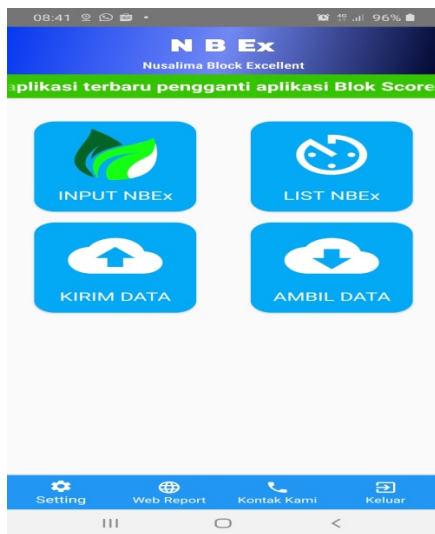 08:41
96%
N B Ex
Nusalima Block Excellent
aplikasi terbaru pengganti aplikasi Blok Score
INPUT NBEx
LIST NBEx
KIRIM DATA
AMBIL DATA
Setting
Web Report
Kontak Kami
Keluar